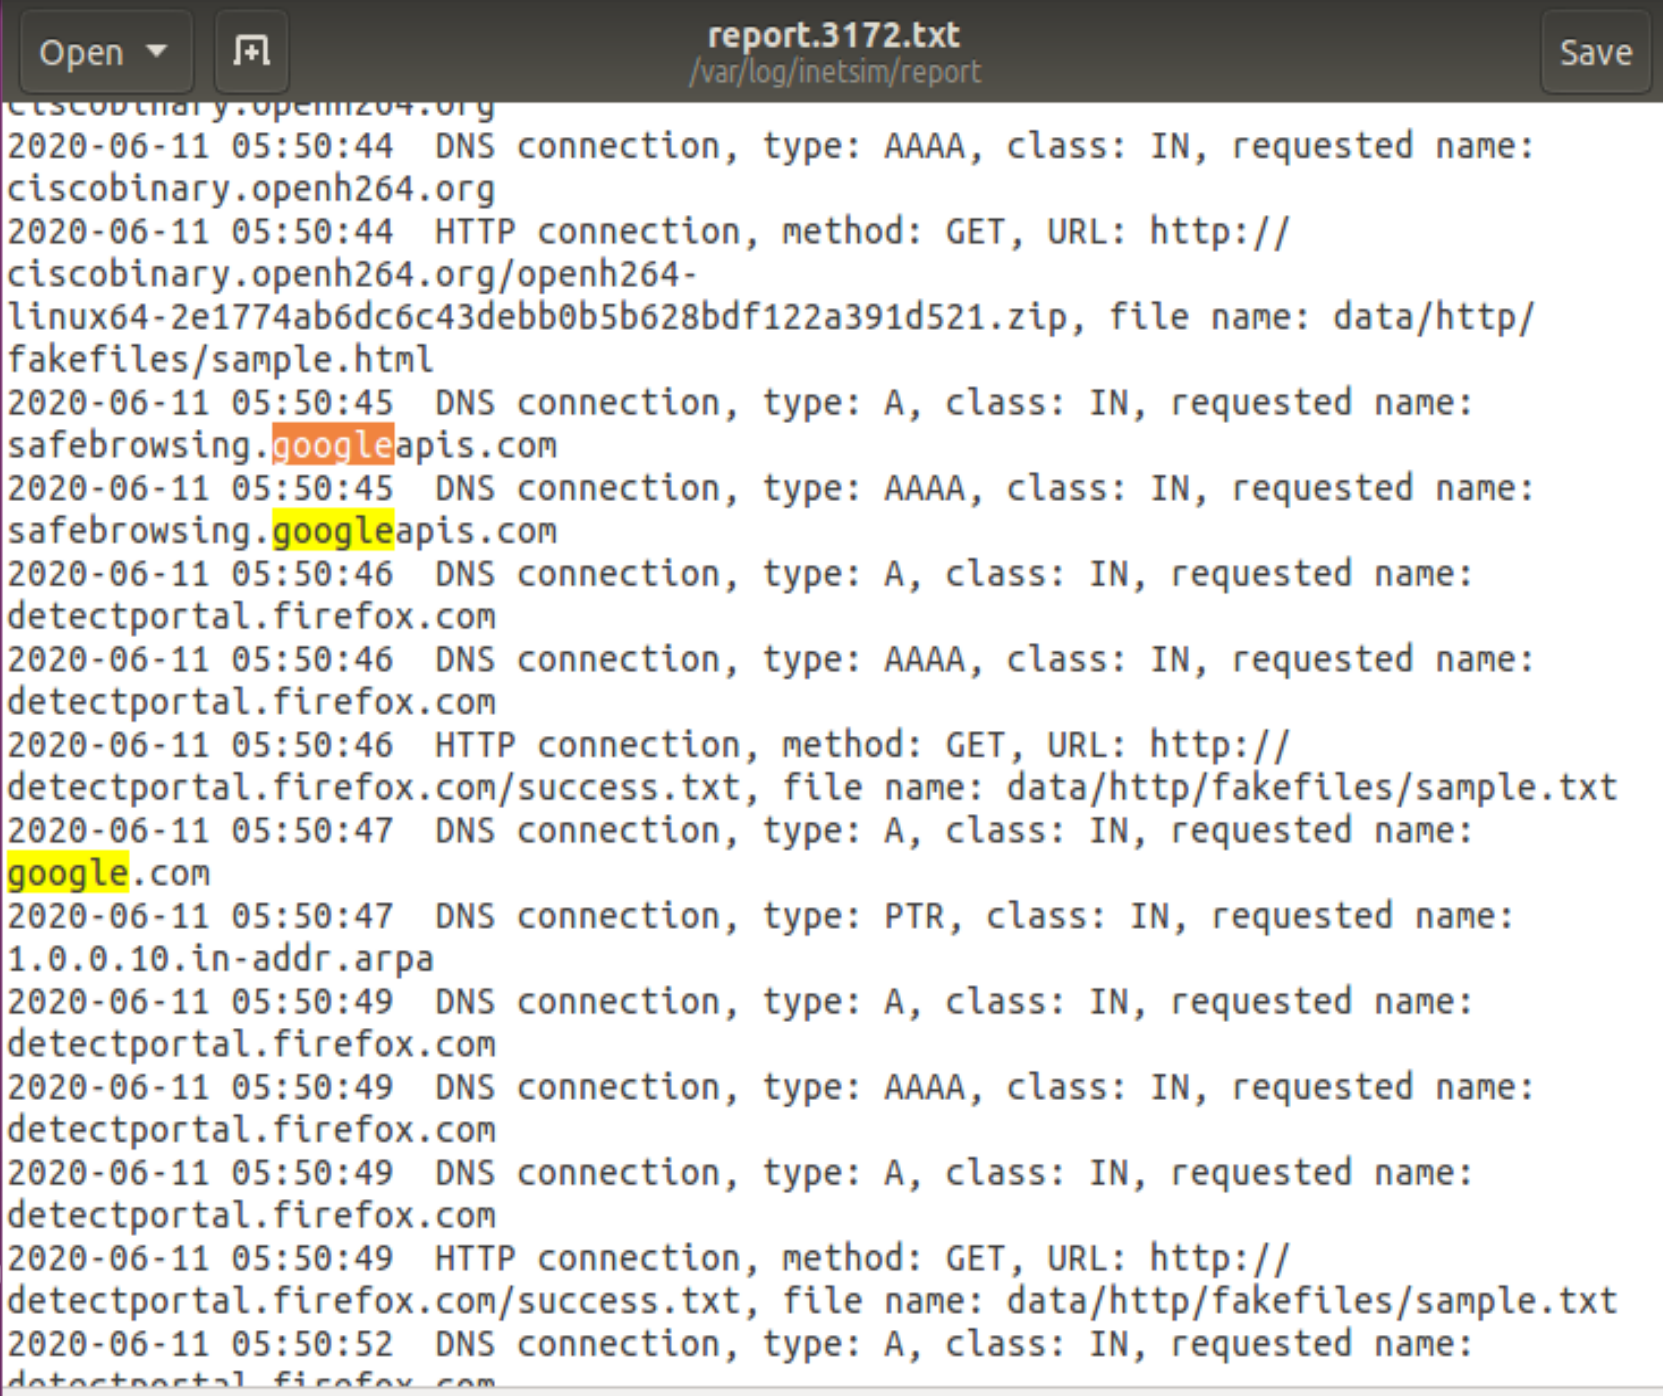 Open
report.3172.txt
/var/log/inetsim/report
Save
ciscobinary.openh264.org
2020-06-11 05:50:44  DNS connection, type: AAAA, class: IN, requested name:
ciscobinary.openh264.org
2020-06-11 05:50:44  HTTP connection, method: GET, URL: http://
ciscobinary.openh264.org/openh264-
linux64-2e1774ab6dc6c43debb0b5b628bdf122a391d521.zip, file name: data/http/
fakefiles/sample.html
2020-06-11 05:50:45  DNS connection, type: A, class: IN, requested name:
safebrowsing.googleapis.com
2020-06-11 05:50:45  DNS connection, type: AAAA, class: IN, requested name:
safebrowsing.googleapis.com
2020-06-11 05:50:46  DNS connection, type: A, class: IN, requested name:
detectportal.firefox.com
2020-06-11 05:50:46  DNS connection, type: AAAA, class: IN, requested name:
detectportal.firefox.com
2020-06-11 05:50:46  HTTP connection, method: GET, URL: http://
detectportal.firefox.com/success.txt, file name: data/http/fakefiles/sample.txt
2020-06-11 05:50:47  DNS connection, type: A, class: IN, requested name:
google.com
2020-06-11 05:50:47  DNS connection, type: PTR, class: IN, requested name:
1.0.0.10.in-addr.arpa
2020-06-11 05:50:49  DNS connection, type: A, class: IN, requested name:
detectportal.firefox.com
2020-06-11 05:50:49  DNS connection, type: AAAA, class: IN, requested name:
detectportal.firefox.com
2020-06-11 05:50:49  DNS connection, type: A, class: IN, requested name:
detectportal.firefox.com
2020-06-11 05:50:49  HTTP connection, method: GET, URL: http://
detectportal.firefox.com/success.txt, file name: data/http/fakefiles/sample.txt
2020-06-11 05:50:52  DNS connection, type: A, class: IN, requested name:
detectportal.firefox.com